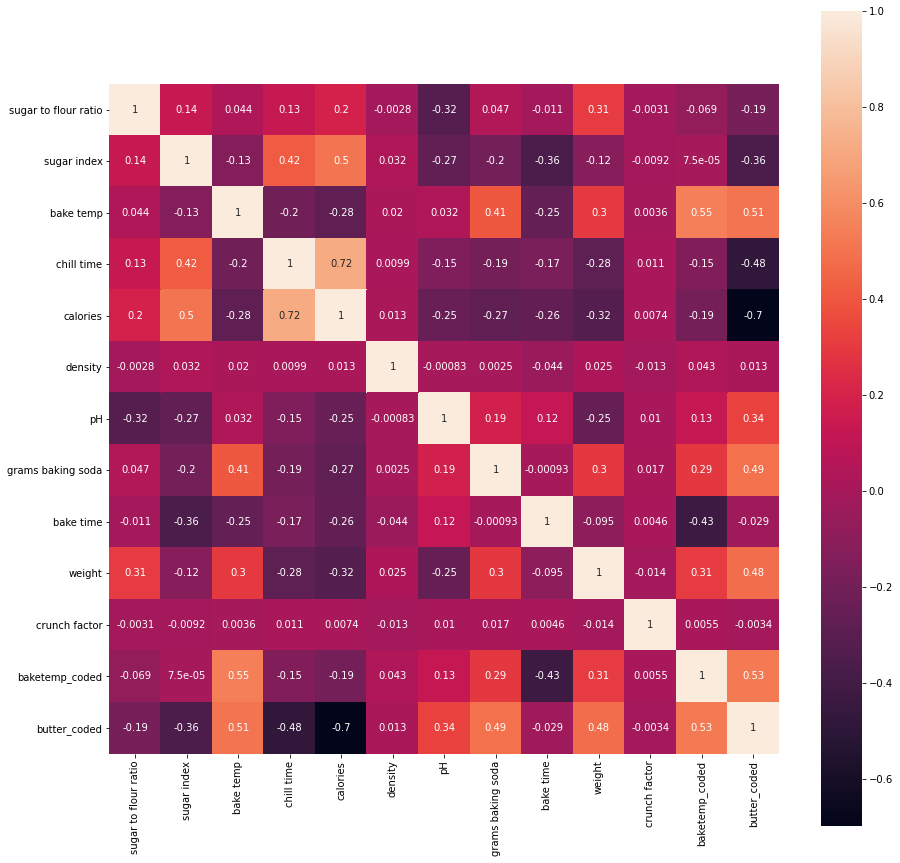 1.0
0.8
0.6
0.4
0.2
0.0
−0.2
−0.4
−0.6
sugar to flour ratio 1 0.14 0.044 0.13 0.2 -0.0028 -0.32 0.047 -0.011 0.31 -0.0031 -0.069 -0.19
sugar index 0.14 1 -0.13 0.42 0.5 0.032 -0.27 -0.2 -0.36 -0.12 -0.0092 7.5e-05 -0.36
bake temp 0.044 -0.13 1 -0.2 -0.28 0.02 0.032 0.41 -0.25 0.3 0.0036 0.55 0.51
chill time 0.13 0.42 -0.2 1 0.72 0.0099 -0.15 -0.19 -0.17 -0.28 0.011 -0.15 -0.48
calories 0.2 0.5 -0.28 0.72 1 0.013 -0.25 -0.27 -0.26 -0.32 0.0074 -0.19 -0.7
density -0.0028 0.032 0.02 0.0099 0.013 1 -0.00083 0.0025 -0.044 0.025 -0.013 0.043 0.013
pH -0.32 -0.27 0.032 -0.15 -0.25 -0.00083 1 0.19 0.12 -0.25 0.01 0.13 0.34
grams baking soda 0.047 -0.2 0.41 -0.19 -0.27 0.0025 0.19 1 -0.00093 0.3 0.017 0.29 0.49
bake time -0.011 -0.36 -0.25 -0.17 -0.26 -0.044 0.12 -0.00093 1 -0.095 0.0046 -0.43 -0.029
weight 0.31 -0.12 0.3 -0.28 -0.32 0.025 -0.25 0.3 -0.095 1 -0.014 0.31 0.48
crunch factor -0.0031 -0.0092 0.0036 0.011 0.0074 -0.013 0.01 0.017 0.0046 -0.014 1 0.0055 -0.0034
baketemp_coded -0.069 7.5e-05 0.55 -0.15 -0.19 0.043 0.13 0.29 -0.43 0.31 0.0055 1 0.53
butter_coded -0.19 -0.36 0.51 -0.48 -0.7 0.013 0.34 0.49 -0.029 0.48 -0.0034 0.53 1
sugar to flour ratio
sugar index
bake temp
chill time
calories
density
pH
grams baking soda
bake time
weight
crunch factor
baketemp_coded
butter_coded